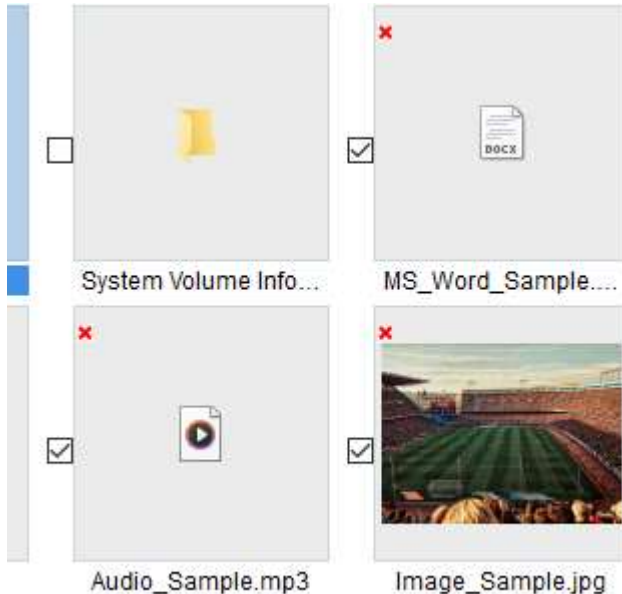 DOCX
System Volume Info...
MS_Word_Sample....
Audio_Sample.mp3
Image_Sample.jpg